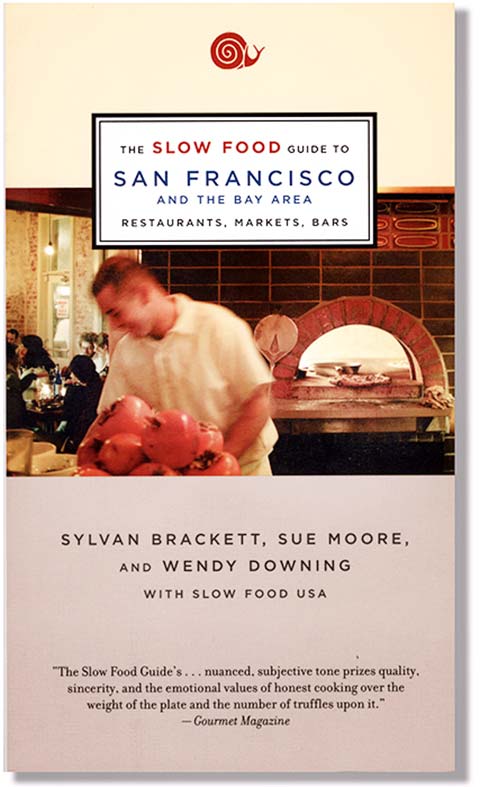 THE SLOW FOOD GUIDE TO
SAN FRANCISCO
AND THE BAY AREA
RESTAURANTS, MARKETS, BARS
SYLVAN BRACKETT, SUE MOORE,
AND WENDY DOWNING
WITH SLOW FOOD USA
"The Slow Food Guide's . . . nuanced, subjective tone prizes quality,
sincerity, and the emotional values of honest cooking over the
weight of the plate and the number of truffles upon it."
— Gourmet Magazine